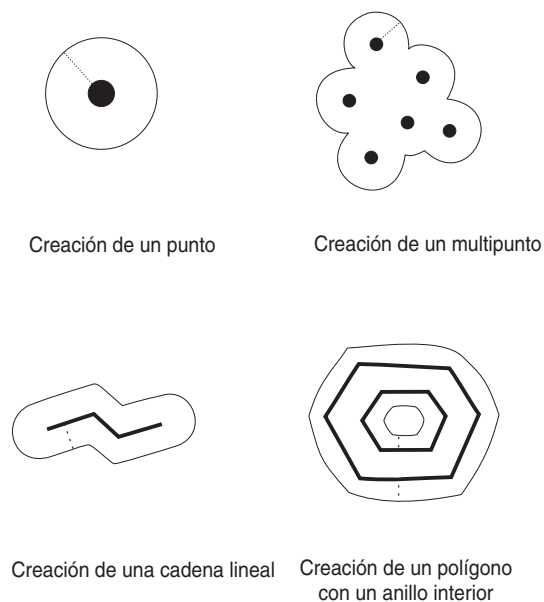 Creación de un punto
Creación de un multipunto
Creación de una cadena lineal
Creación de un polígono
con un anillo interior